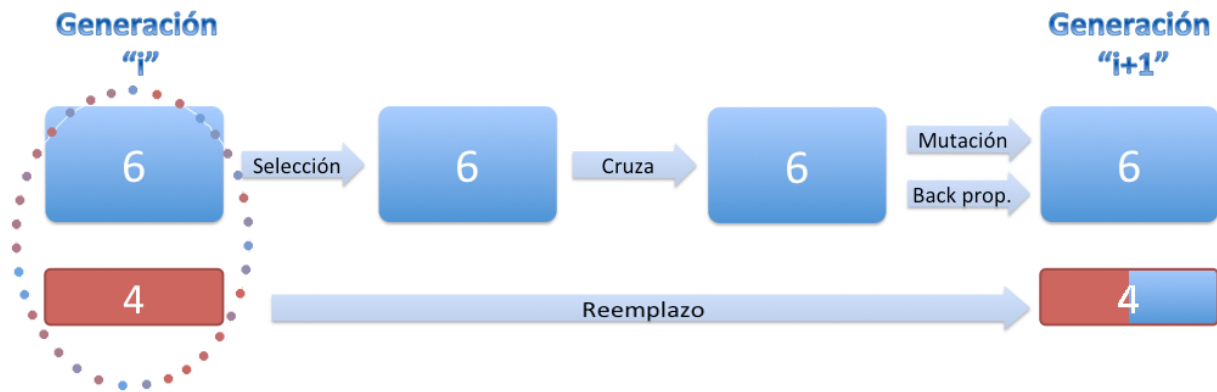 Generación
“i”
Generación
“i+1”
6
Selección
6
Cruza
6
Mutación
Back prop.
6
4
Reemplazo
4